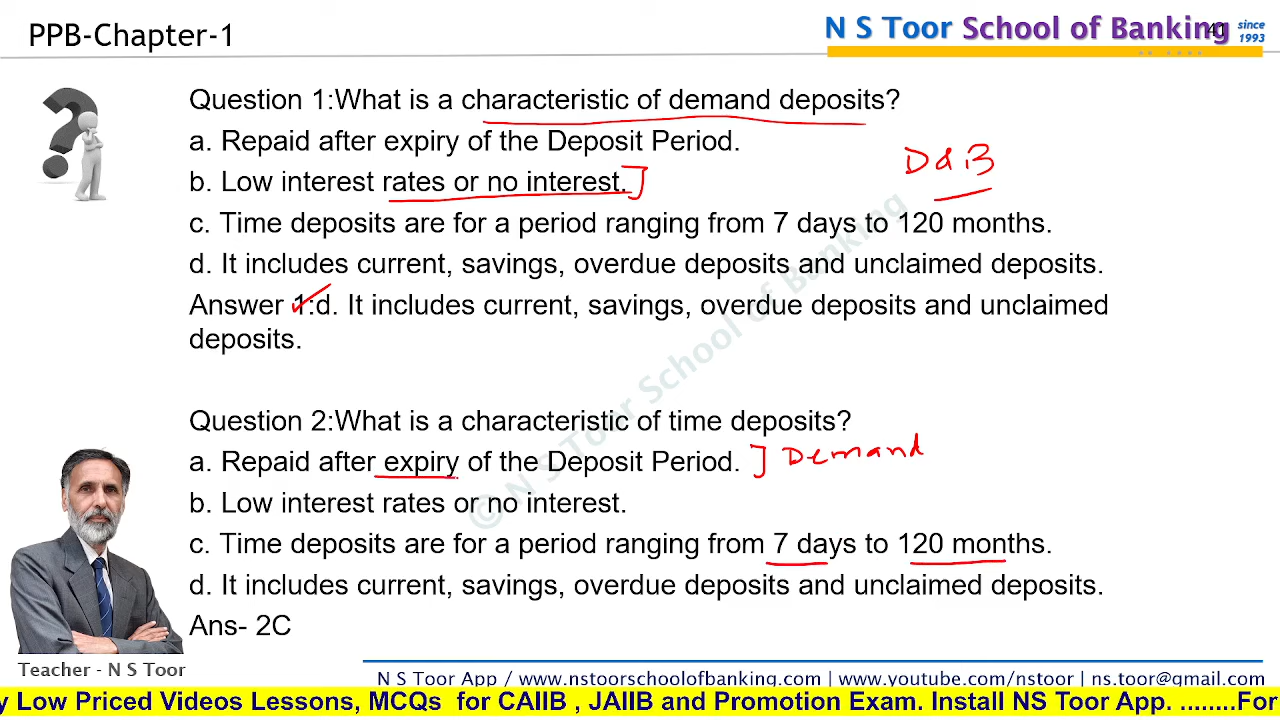 PPB-Chapter-1
N S Toor School of Banking since 1993
41
Question 1:What is a characteristic of demand deposits?
a. Repaid after expiry of the Deposit Period.
D & B
b. Low interest rates or no interest.
c. Time deposits are for a period ranging from 7 days to 120 months.
d. It includes current, savings, overdue deposits and unclaimed deposits.
Answer 1:d. It includes current, savings, overdue deposits and unclaimed
deposits.
© N S Toor School of Banking
Question 2:What is a characteristic of time deposits?
a. Repaid after expiry of the Deposit Period. Demand
b. Low interest rates or no interest.
c. Time deposits are for a period ranging from 7 days to 120 months.
d. It includes current, savings, overdue deposits and unclaimed deposits.
Ans- 2C
Teacher - N S Toor
N S Toor App / www.nstoorschoolofbanking.com | www.youtube.com/nstoor | ns.toor@gmail.com
y Low Priced Videos Lessons, MCQs for CAIIB , JAIIB and Promotion Exam. Install NS Toor App. ........For